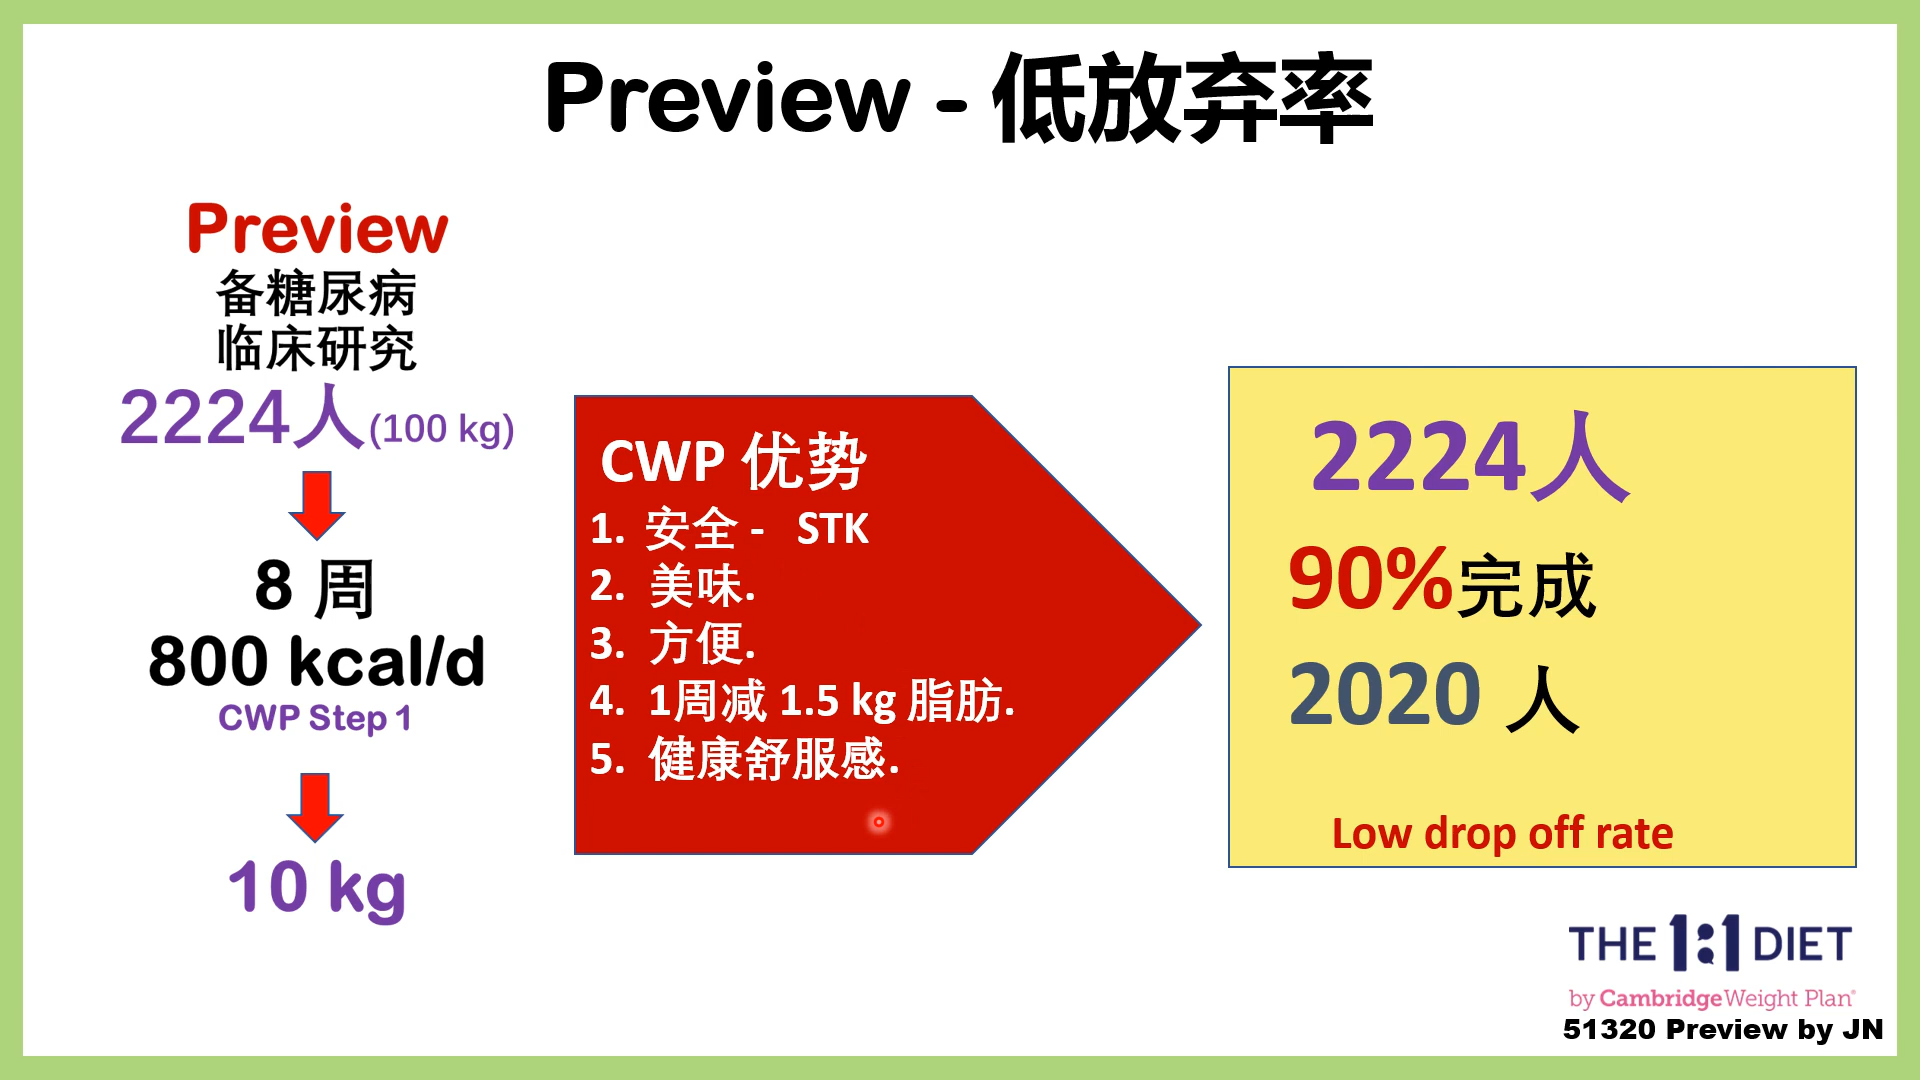 Preview - 低放弃率
Preview
备糖尿病
临床研究
2224人(100 kg)
8 周
800 kcal/d
CWP Step 1
10 kg
CWP 优势
1. 安全 - STK
2. 美味.
3. 方便.
4. 1周减 1.5 kg 脂肪.
5. 健康舒服感.
2224人
90%完成
2020 人
Low drop off rate
THE 1:1 DIET
by Cambridge Weight Plan®
51320 Preview by JN